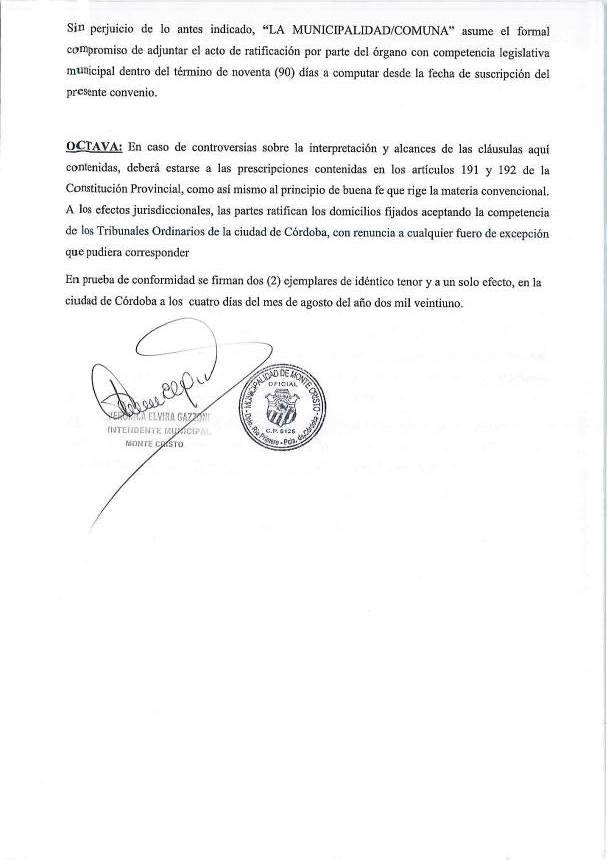 Sin perjuicio de lo antes indicado, “LA MUNICIPALIDAD/COMUNA” asume el formal
compromiso de adjuntar el acto de ratificación por parte del órgano con competencia legislativa
municipal dentro del término de noventa (90) días a computar desde la fecha de suscripción del
presente convenio.
OCTAVA: En caso de controversias sobre la interpretación y alcances de las cláusulas aquí
contenidas, deberá estarse a las prescripciones contenidas en los artículos 191 y 192 de la
Constitución Provincial, como así mismo al principio de buena fe que rige la materia convencional.
A los efectos jurisdiccionales, las partes ratifican los domicilios fijados aceptando la competencia
de los Tribunales Ordinarios de la ciudad de Córdoba, con renuncia a cualquier fuero de excepción
que pudiera corresponder
En prueba de conformidad se firman dos (2) ejemplares de idéntico tenor y a un solo efecto, en la
ciudad de Córdoba a los cuatro días del mes de agosto del año dos mil veintiuno.
VERONICA ELVIRA GAZZONI
INTENDENTE MUNICIPAL
MONTE CRISTO
MUNICIPALIDAD DE MONTE CRISTO
OFICIAL
C.P. 5125
Dpto. Río Primero - Pcia. de Córdoba